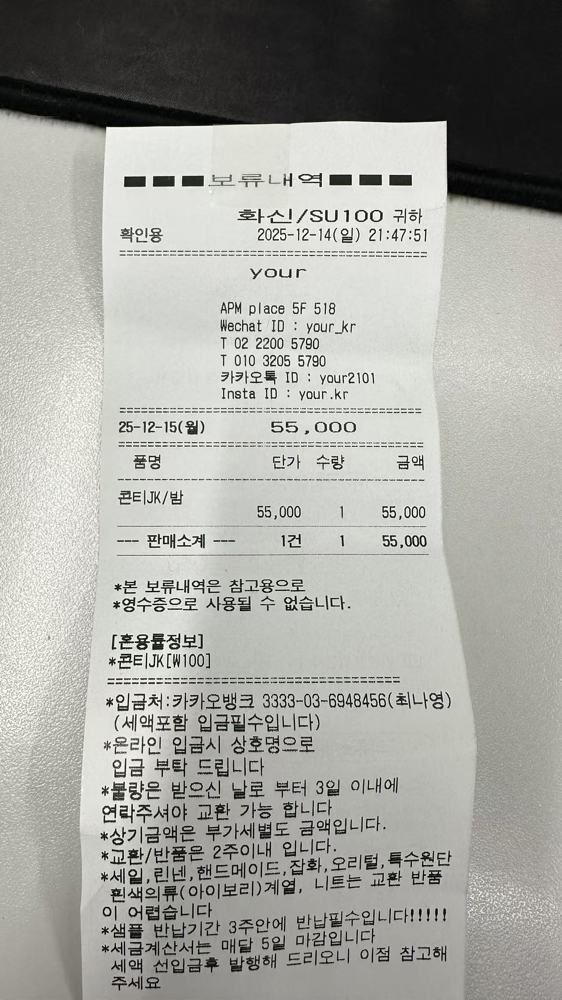 ■■■보류내역■■■
화신/SU100 귀하
확인용 2025-12-14(일) 21:47:51
your
APM place 5F 518
Wechat ID : your_kr
T 02 2200 5790
T 010 3205 5790
카카오톡 ID : your2101
Insta ID : your.kr
25-12-15(월) 55,000
품명 단가 수량 금액
콘티JK/밤
55,000 1 55,000
--- 판매소계 --- 1건 1 55,000
*본 보류내역은 참고용으로
*영수증으로 사용될 수 없습니다.
[혼용률정보]
*콘티JK[W100]
*입금처:카카오뱅크 3333-03-6948456(최나영)
(세액포함 입금필수입니다)
*온라인 입금시 상호명으로
입금 부탁 드립니다
*불량은 받으신 날로 부터 3일 이내에
연락주셔야 교환 가능 합니다
*상기금액은 부가세별도 금액입니다.
*교환/반품은 2주이내 입니다.
*세일,린넨,핸드메이드,잡화,오리털,특수원단
흰색의류(아이보리)계열, 니트는 교환 반품
이 어렵습니다
*샘플 반납기간 3주안에 반납필수입니다!!!!!
*세금계산서는 매달 5일 마감입니다
세액 선입금후 발행해 드리오니 이점 참고해
주세요